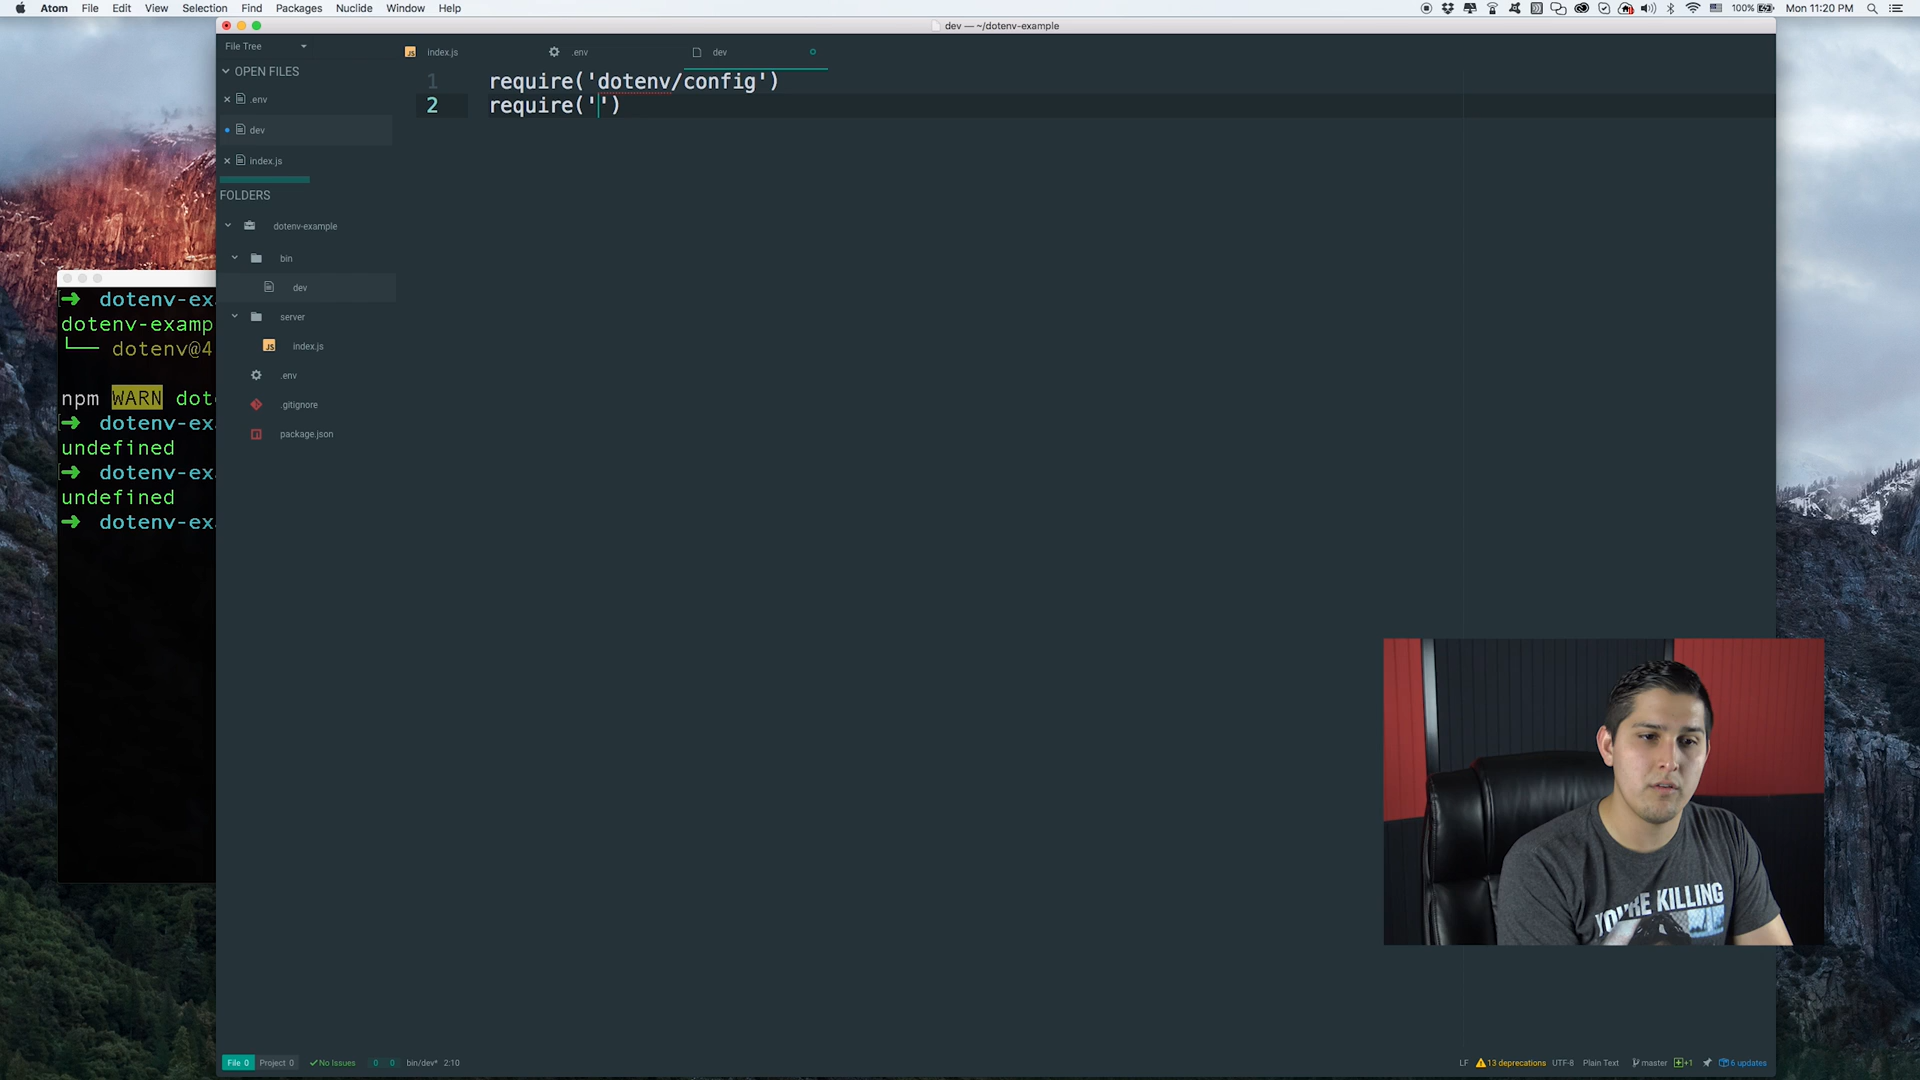 Atom File Edit View Selection Find Packages Nuclide Window Help
100% Mon 11:20 PM
dev — ~/dotenv-example
File Tree
index.js
.env
dev
OPEN FILES
.env
dev
index.js
FOLDERS
dotenv-example
bin
dev
server
JS index.js
.env
.gitignore
package.json
1 require('dotenv/config')
2 require('')
➜ dotenv-ex
dotenv-examp
└── dotenv@4
npm WARN dot
➜ dotenv-ex
undefined
➜ dotenv-ex
undefined
➜ dotenv-ex
YOU'RE KILLING
File 0 Project 0 No Issues 0 0 bin/dev* 2:10
LF 13 deprecations UTF-8 Plain Text master +1 6 updates